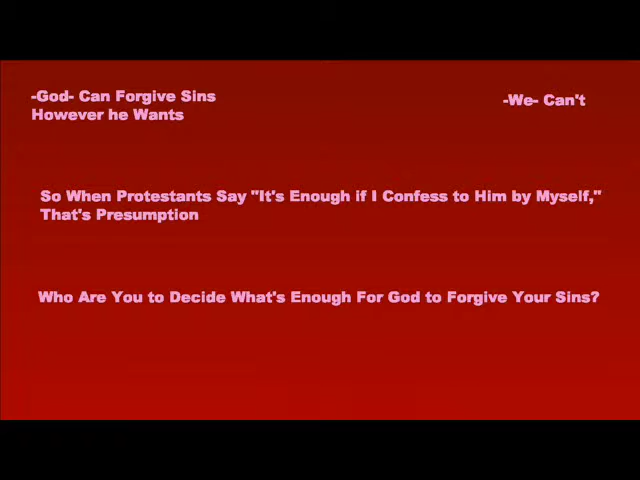 -God- Can Forgive Sins
However he Wants
-We- Can't
So When Protestants Say "It's Enough if I Confess to Him by Myself,"
That's Presumption
Who Are You to Decide What's Enough For God to Forgive Your Sins?